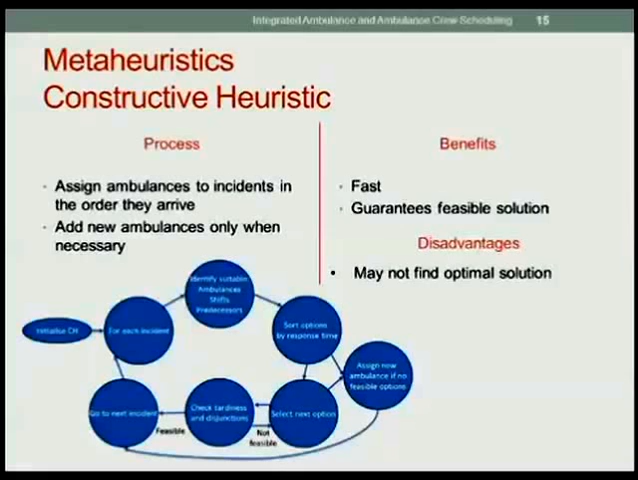 Integrated Ambulance and Ambulance Crew Scheduling 15
Metaheuristics
Constructive Heuristic
Process
Assign ambulances to incidents in
the order they arrive
Add new ambulances only when
necessary
Benefits
Fast
Guarantees feasible solution
Disadvantages
May not find optimal solution
Initialise CH
For each incident
Identify suitable
Ambulances
Shifts
Predecessors
Sort options
by response time
Assign new
ambulance if no
feasible options
Select next option
Check tardiness
and disjunctions
Go to next incident
Feasible
Not
feasible